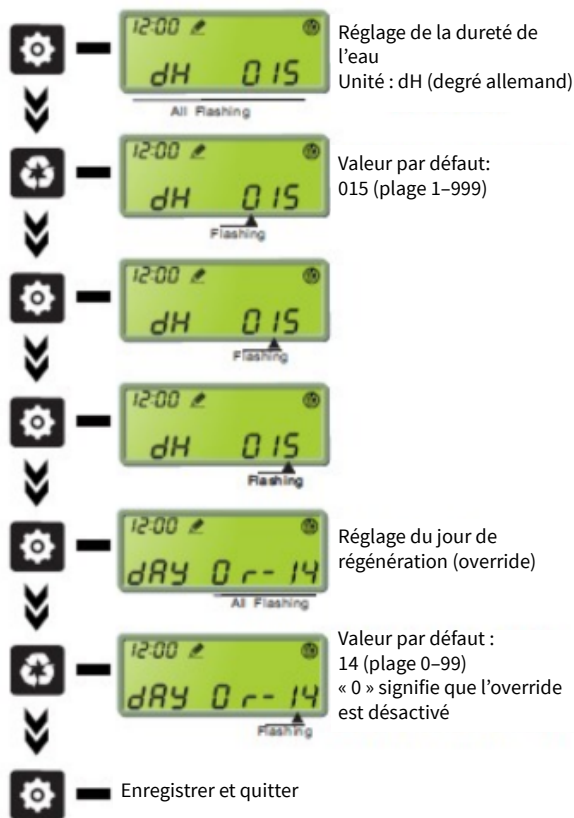 12:00
dH 015
All Flashing
Réglage de la dureté de
l'eau
Unité : dH (degré allemand)
12:00
dH 015
Flashing
Valeur par défaut:
015 (plage 1–999)
12:00
dH 015
Flashing
12:00
dH 015
Flashing
12:00
dAY Or-14
All Flashing
Réglage du jour de
régénération (override)
12:00
dAY Or-14
Flashing
Valeur par défaut :
14 (plage 0–99)
« 0 » signifie que l'override
est désactivé
Enregistrer et quitter